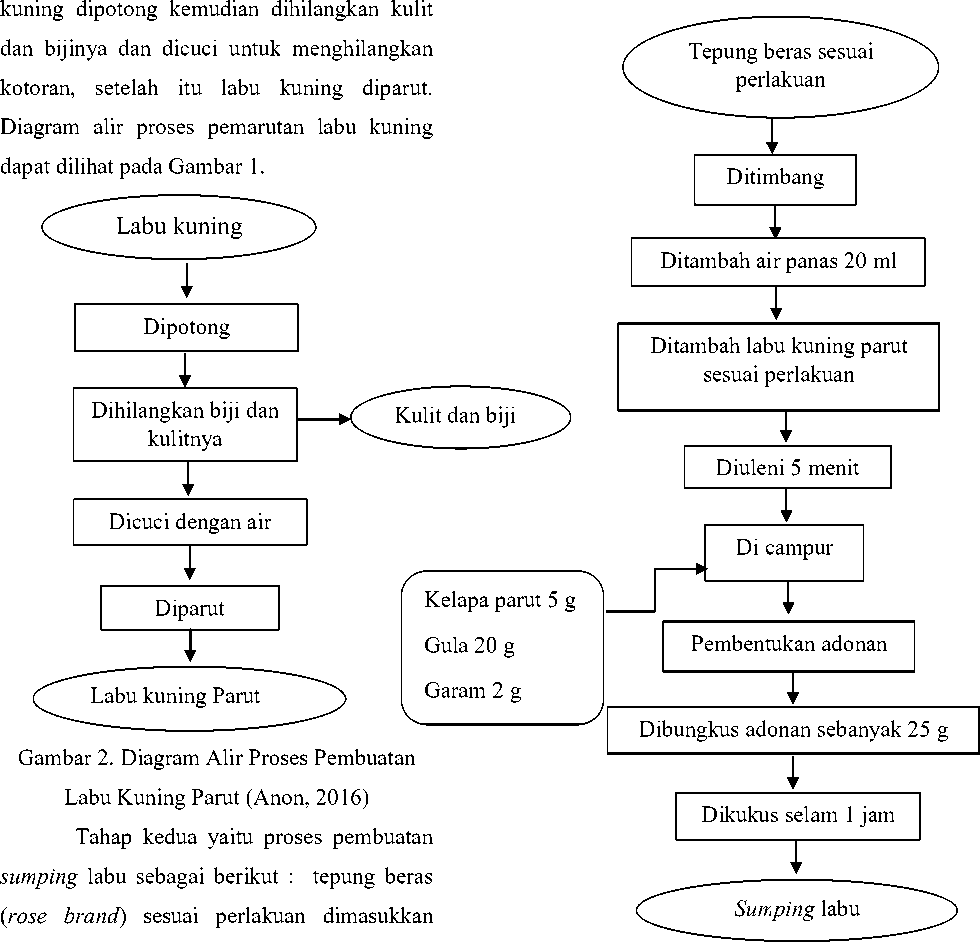 kuning dipotong kemudian dihilangkan kulit
dan bijinya dan dicuci untuk menghilangkan
kotoran, setelah itu labu kuning diparut.
Diagram alir proses pemarutan labu kuning
dapat dilihat pada Gambar 1.
Labu kuning
Dipotong
Dihilangkan biji dan
kulitnya
Kulit dan biji
Dicuci dengan air
Diparut
Labu kuning Parut
Gambar 2. Diagram Alir Proses Pembuatan
Labu Kuning Parut (Anon, 2016)
Tahap kedua yaitu proses pembuatan
sumping labu sebagai berikut : tepung beras
(rose brand) sesuai perlakuan dimasukkan
Tepung beras sesuai
perlakuan
Ditimbang
Ditambah air panas 20 ml
Ditambah labu kuning parut
sesuai perlakuan
Diuleni 5 menit
Di campur
Kelapa parut 5 g
Gula 20 g
Garam 2 g
Pembentukan adonan
Dibungkus adonan sebanyak 25 g
Dikukus selam 1 jam
Sumping labu